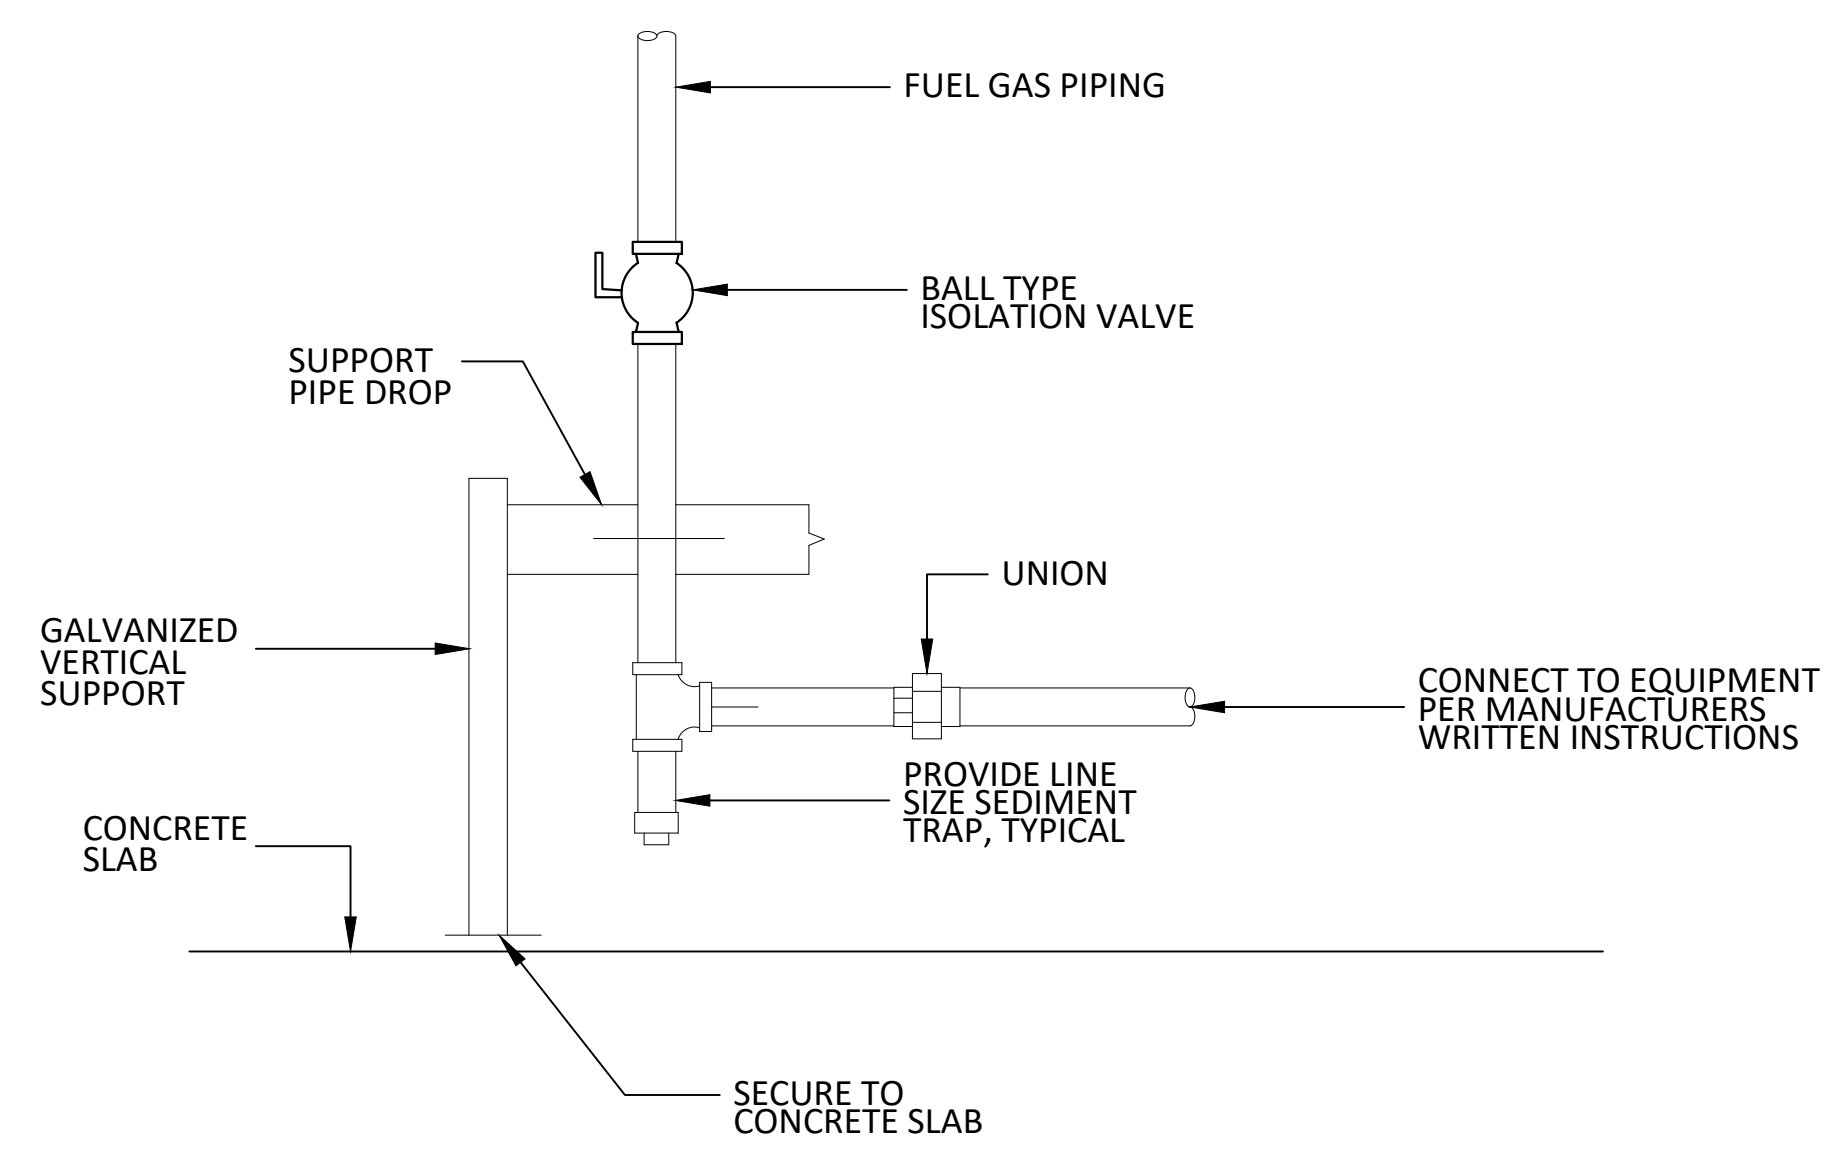 FUEL GAS PIPING
BALL TYPE
ISOLATION VALVE
SUPPORT
PIPE DROP
UNION
GALVANIZED
VERTICAL
SUPPORT
CONNECT TO EQUIPMENT
PER MANUFACTURERS
WRITTEN INSTRUCTIONS
PROVIDE LINE
SIZE SEDIMENT
TRAP, TYPICAL
CONCRETE
SLAB
SECURE TO
CONCRETE SLAB